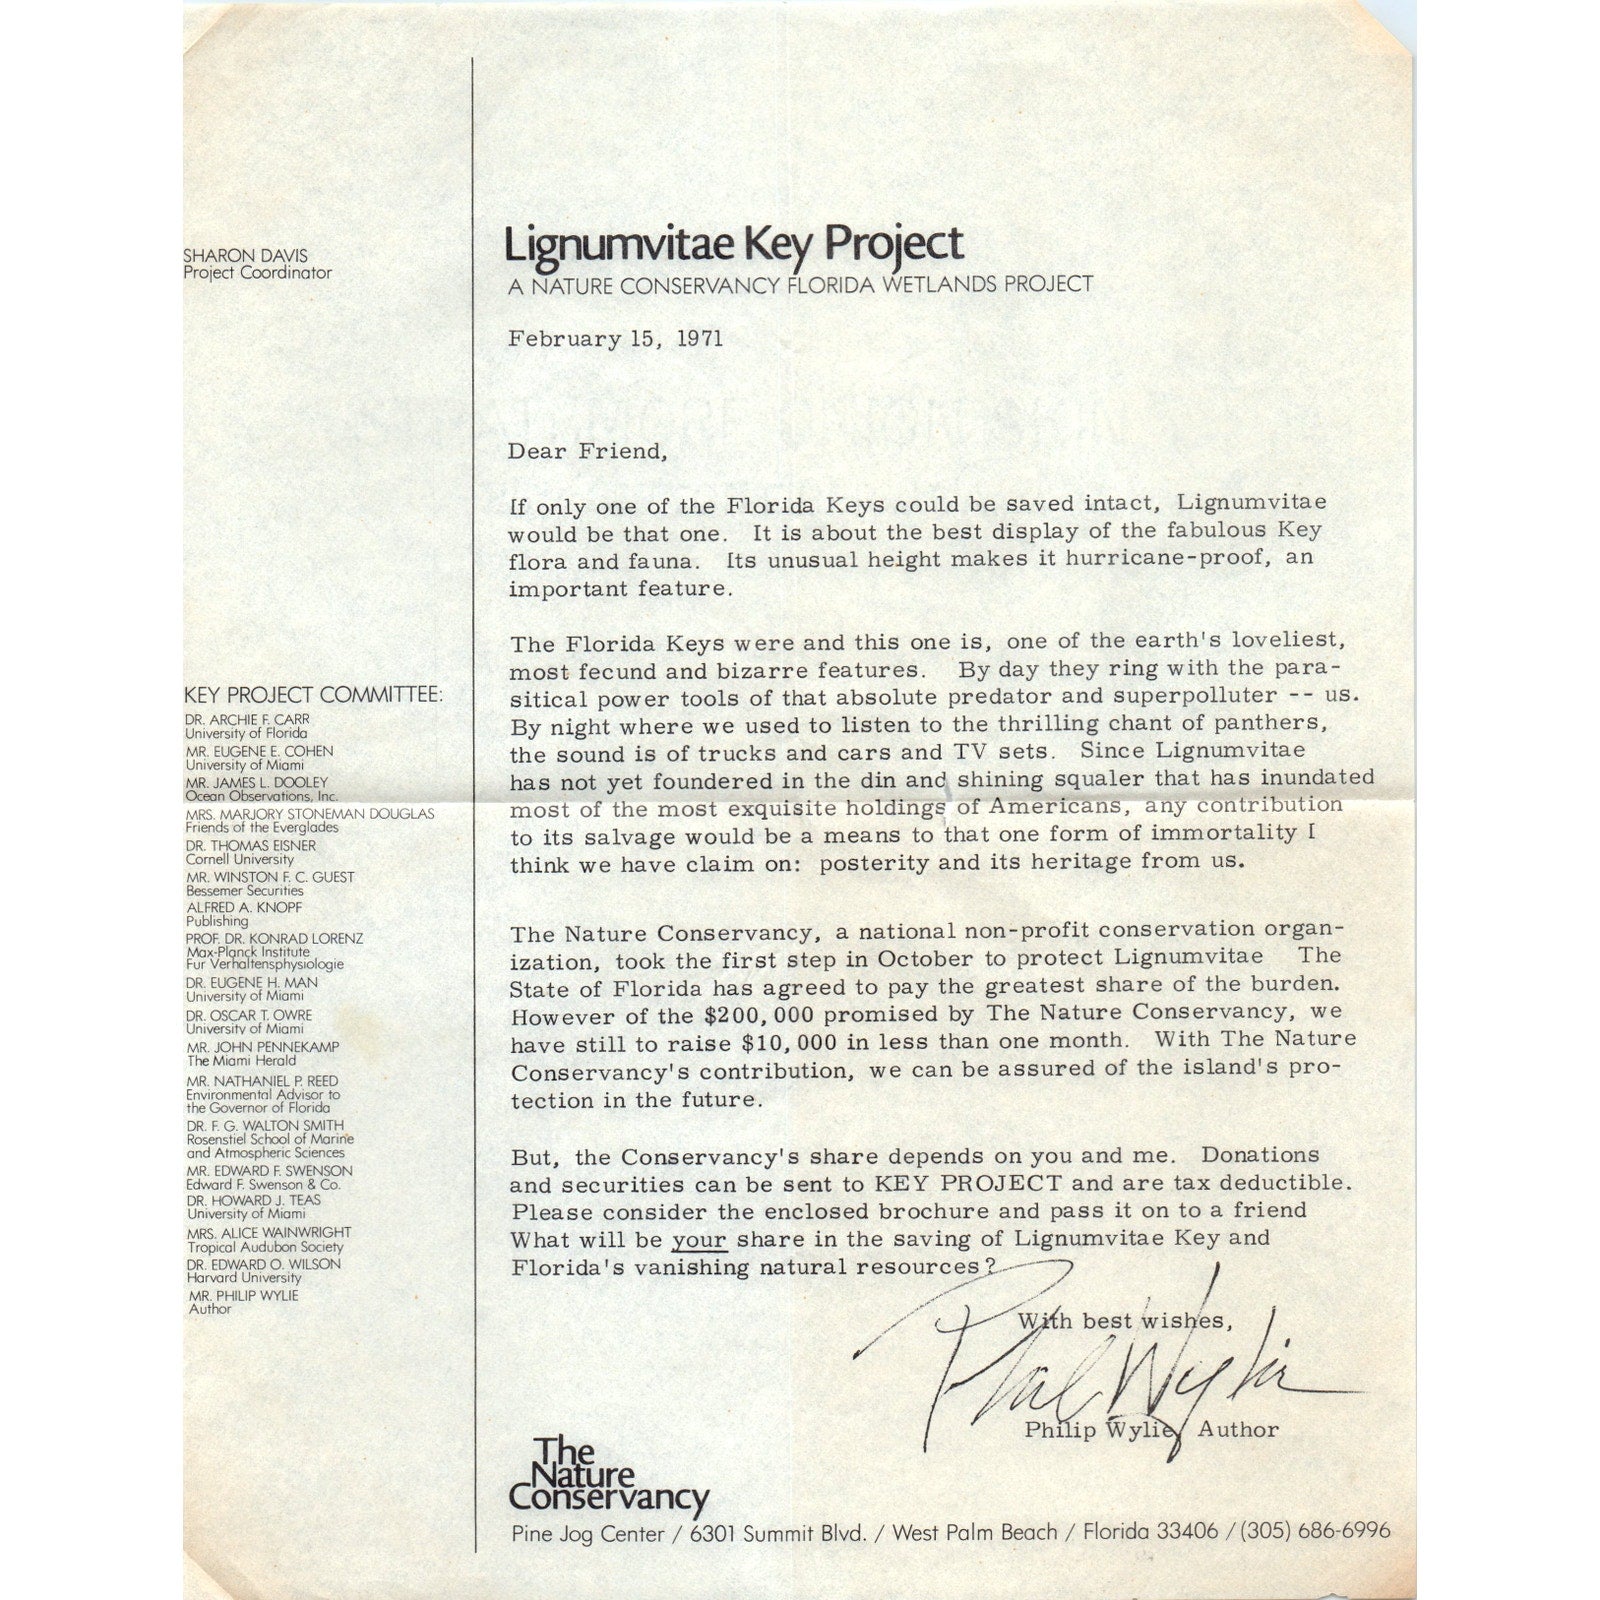 Lignumvitae Key Project
A NATURE CONSERVANCY FLORIDA WETLANDS PROJECT
SHARON DAVIS
Project Coordinator
February 15, 1971
Dear Friend,
If only one of the Florida Keys could be saved intact, Lignumvitae
would be that one. It is about the best display of the fabulous Key
flora and fauna. Its unusual height makes it hurricane-proof, an
important feature.
The Florida Keys were and this one is, one of the earth's loveliest,
most fecund and bizarre features. By day they ring with the para-
sitical power tools of that absolute predator and superpolluter -- us.
By night where we used to listen to the thrilling chant of panthers,
the sound is of trucks and cars and TV sets. Since Lignumvitae
has not yet foundered in the din and shining squaler that has inundated
most of the most exquisite holdings of Americans, any contribution
to its salvage would be a means to that one form of immortality I
think we have claim on: posterity and its heritage from us.
The Nature Conservancy, a national non-profit conservation organ-
ization, took the first step in October to protect Lignumvitae The
State of Florida has agreed to pay the greatest share of the burden.
However of the $200,000 promised by The Nature Conservancy, we
have still to raise $10,000 in less than one month. With The Nature
Conservancy's contribution, we can be assured of the island's pro-
tection in the future.
But, the Conservancy's share depends on you and me. Donations
and securities can be sent to KEY PROJECT and are tax deductible.
Please consider the enclosed brochure and pass it on to a friend
What will be your share in the saving of Lignumvitae Key and
Florida's vanishing natural resources?
With best wishes,
Phil Wylie
Philip Wylie, Author
KEY PROJECT COMMITTEE:
DR. ARCHIE F. CARR
University of Florida
MR. EUGENE E. COHEN
University of Miami
MR. JAMES L. DOOLEY
Ocean Observations, Inc.
MRS. MARJORY STONEMAN DOUGLAS
Friends of the Everglades
DR. THOMAS EISNER
Cornell University
MR. WINSTON F. C. GUEST
Bessemer Securities
ALFRED A. KNOPF
Publishing
PROF. DR. KONRAD LORENZ
Max-Planck Institute
Fur Verhaltensphysiologie
DR. EUGENE H. MAN
University of Miami
DR. OSCAR T. OWRE
University of Miami
MR. JOHN PENNEKAMP
The Miami Herald
MR. NATHANIEL P. REED
Environmental Advisor to
the Governor of Florida
DR. F. G. WALTON SMITH
Rosenstiel School of Marine
and Atmospheric Sciences
MR. EDWARD F. SWENSON
Edward F. Swenson & Co.
DR. HOWARD J. TEAS
University of Miami
MRS. ALICE WAINWRIGHT
Tropical Audubon Society
DR. EDWARD O. WILSON
Harvard University
MR. PHILIP WYLIE
Author
The
Nature
Conservancy
Pine Jog Center / 6301 Summit Blvd. / West Palm Beach / Florida 33406 / (305) 686-6996